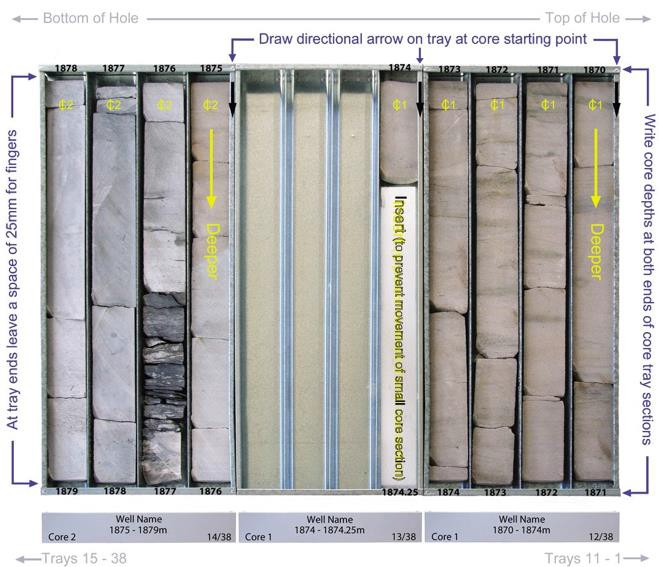 Bottom of Hole
Top of Hole
Draw directional arrow on tray at core starting point
1878 1877 1876 1875 1874 1873 1872 1871 1870
₵2 ₵2 ₵2 ₵2 ₵1 ₵1 ₵1 ₵1 ₵1
At tray ends leave a space of 25mm for fingers
Deeper
Insert (to prevent movement of small core section)
Deeper
Write core depths at both ends of core tray sections
1879 1878 1877 1876 1874.25 1874 1873 1872 1871
Well Name
1875 - 1879m
Core 2 14/38
Well Name
1874 - 1874.25m
Core 1 13/38
Well Name
1870 - 1874m
Core 1 12/38
Trays 15 - 38
Trays 11 - 1